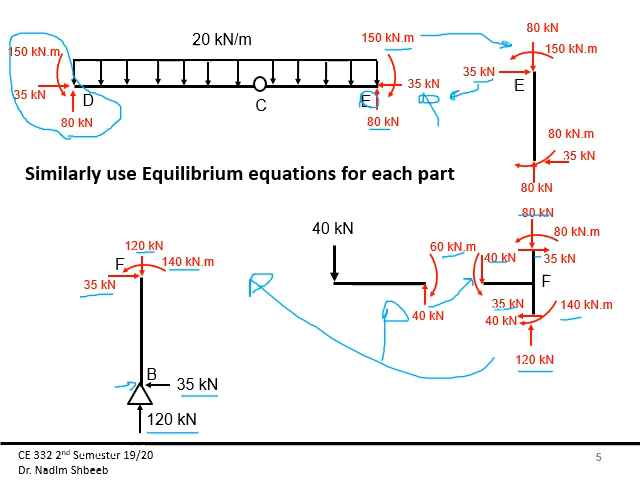 20 kN/m
150 kN.m
150 kN.m
35 kN
D
80 kN
C
E
35 kN
80 kN
80 kN
150 kN.m
35 kN
E
80 kN.m
35 kN
80 kN
Similarly use Equilibrium equations for each part
120 kN
F
140 kN.m
35 kN
B
35 kN
120 kN
40 kN
60 kN.m
40 kN
80 kN
80 kN.m
40 kN
35 kN
F
35 kN
40 kN
140 kN.m
120 kN
CE 332 2nd Semester 19/20
Dr. Nadim Shbeeb
5